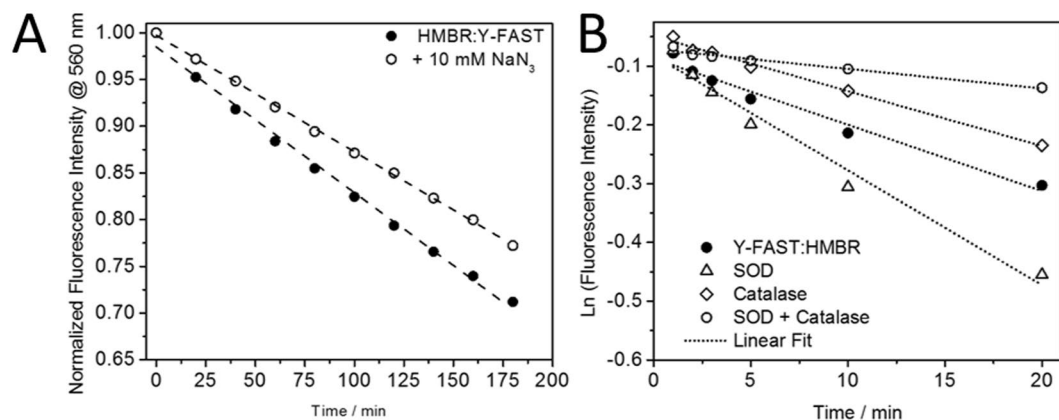 A
HMBR:Y-FAST
+ 10 mM NaN₃
Normalized Fluorescence Intensity @ 560 nm
1.00
0.95
0.90
0.85
0.80
0.75
0.70
0.65
0 25 50 75 100 125 150 175 200
Time / min
B
Ln (Fluorescence Intensity)
-0.1
-0.2
-0.3
-0.4
-0.5
-0.6
Y-FAST:HMBR
SOD
Catalase
SOD + Catalase
Linear Fit
5 10 15 20
Time / min